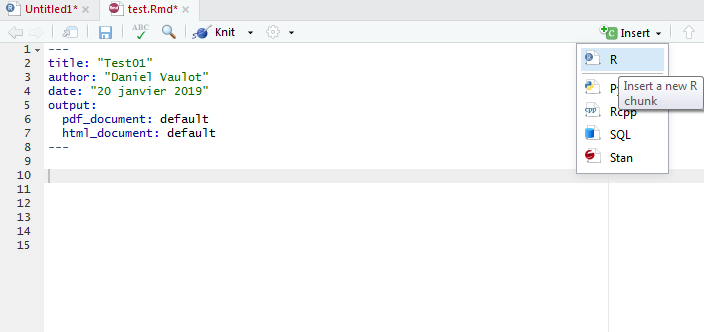 Untitled1* test.Rmd*
ABC Knit Insert
1 ---
2 title: "Test01"
3 author: "Daniel Vaulot"
4 date: "20 janvier 2019"
5 output:
6 pdf_document: default
7 html_document: default
8 ---
9
10
11
12
13
14
15
R
Insert a new R
chunk
Rcpp
SQL
Stan